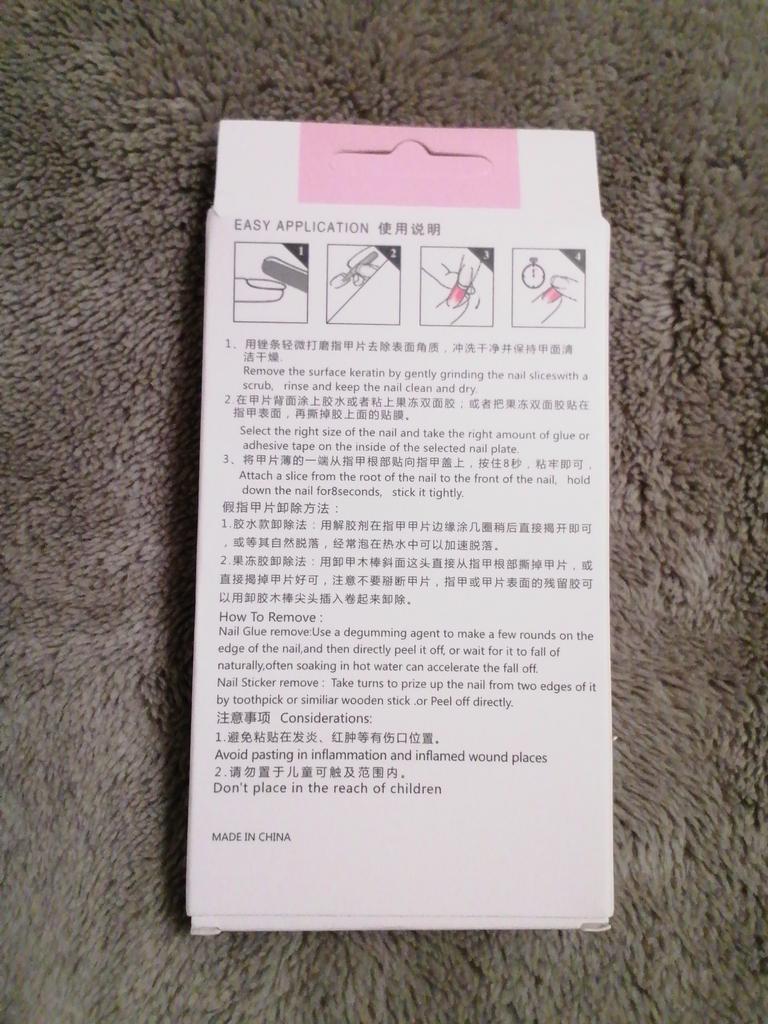 EASY APPLICATION 使用说明
1 2 3 4
1、用锉条轻微打磨指甲片去除表面角质，冲洗干净并保持甲面清
洁干燥.
Remove the surface keratin by gently grinding the nail sliceswith a
scrub, rinse and keep the nail clean and dry.
2.在甲片背面涂上胶水或者粘上果冻双面胶；或者把果冻双面胶贴在
指甲表面，再撕掉胶上面的贴膜。
Select the right size of the nail and take the right amount of glue or
adhesive tape on the inside of the selected nail plate.
3、将甲片薄的一端从指甲根部贴向指甲盖上，按住8秒，粘牢即可，
Attach a slice from the root of the nail to the front of the nail, hold
down the nail for8seconds, stick it tightly.
假指甲片卸除方法：
1.胶水款卸除法：用解胶剂在指甲甲片边缘涂几圈稍后直接揭开即可
，或等其自然脱落，经常泡在热水中可以加速脱落。
2.果冻胶卸除法：用卸甲木棒斜面这头直接从指甲根部撕掉甲片，或
直接揭掉甲片好可，注意不要掰断甲片，指甲或甲片表面的残留胶可
以用卸胶木棒尖头插入卷起来卸除。
How To Remove :
Nail Glue remove:Use a degumming agent to make a few rounds on the
edge of the nail,and then directly peel it off, or wait for it to fall of
naturally,often soaking in hot water can accelerate the fall off.
Nail Sticker remove : Take turns to prize up the nail from two edges of it
by toothpick or similiar wooden stick .or Peel off directly.
注意事项 Considerations:
1.避免粘贴在发炎、红肿等有伤口位置。
Avoid pasting in inflammation and inflamed wound places
2.请勿置于儿童可触及范围内。
Don't place in the reach of children
MADE IN CHINA